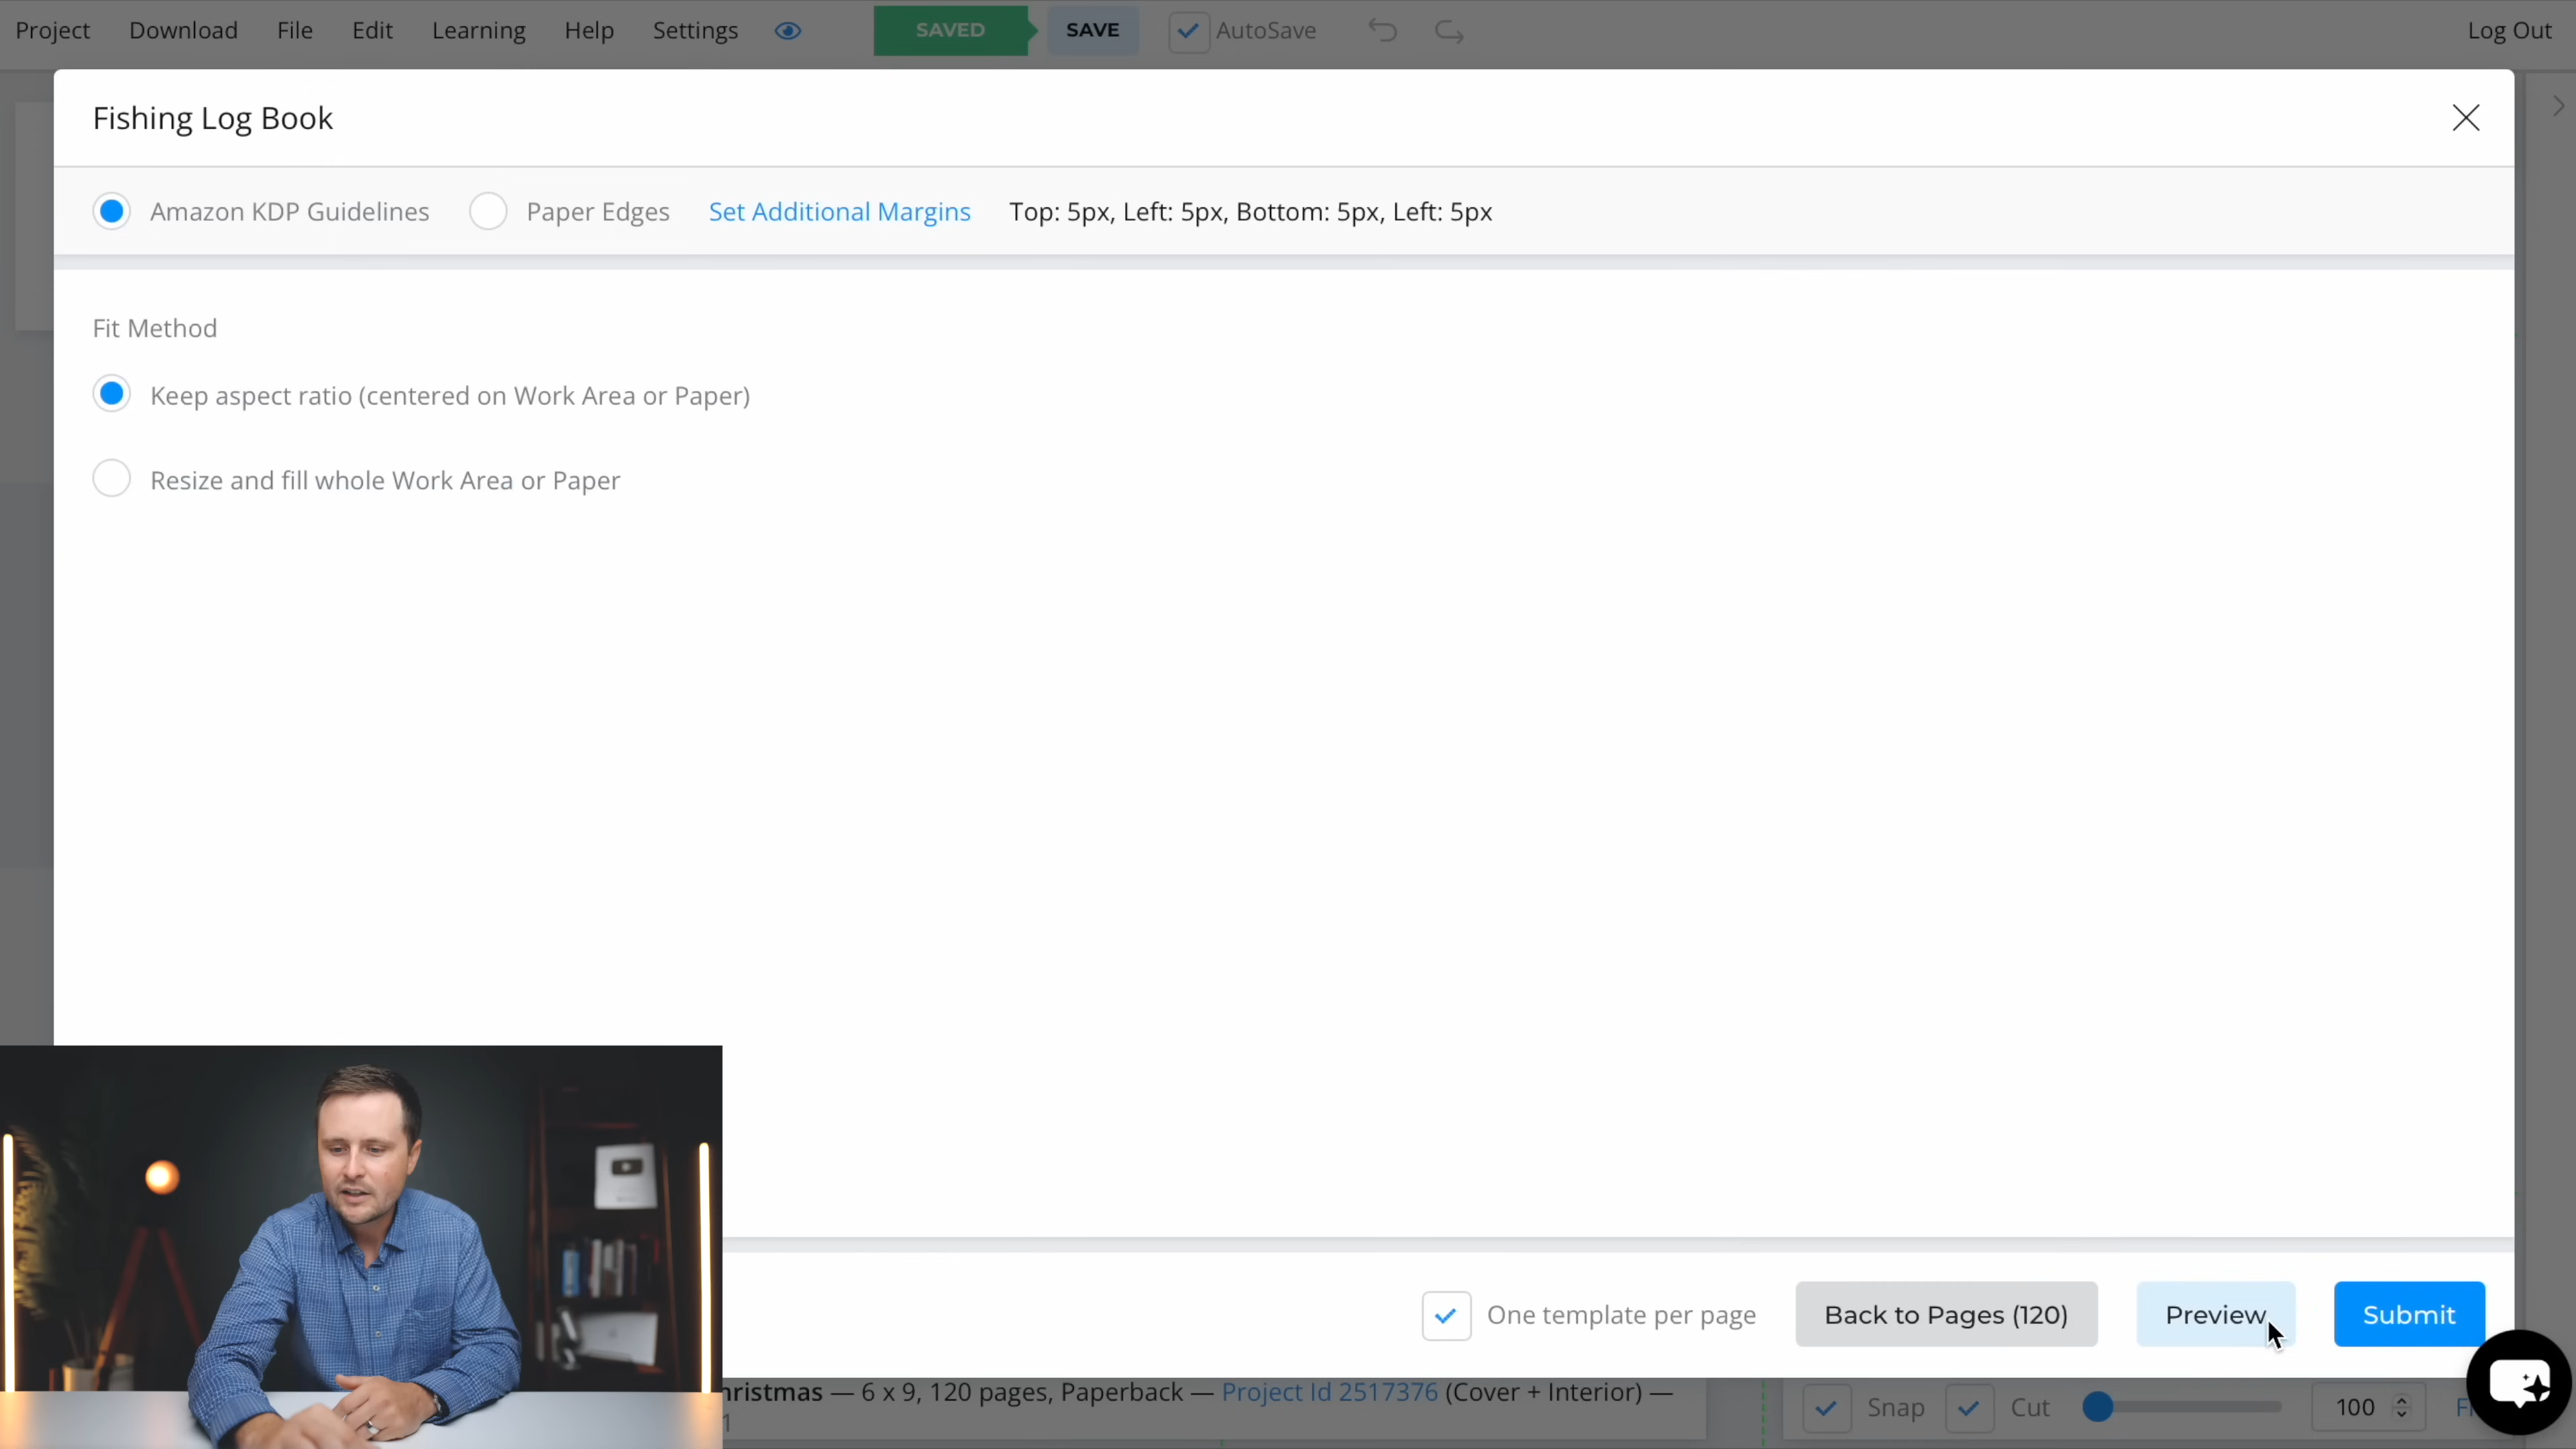 Project Download File Edit Learning Help Settings SAVED SAVE AutoSave Log Out
Fishing Log Book
Amazon KDP Guidelines Paper Edges Set Additional Margins Top: 5px, Left: 5px, Bottom: 5px, Left: 5px
Fit Method
Keep aspect ratio (centered on Work Area or Paper)
Resize and fill whole Work Area or Paper
One template per page Back to Pages (120) Preview Submit
hristmas — 6 x 9, 120 pages, Paperback — Project Id 2517376 (Cover + Interior) —
1
Snap Cut 100